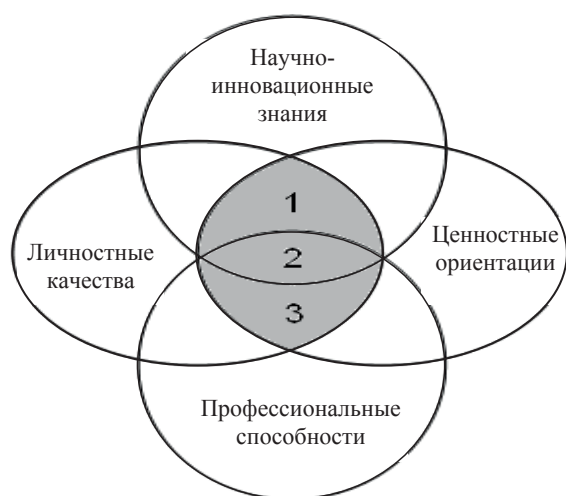 Научно-
инновационные
знания
1
Личностные
качества
2
Ценностные
ориентации
3
Профессиональные
способности